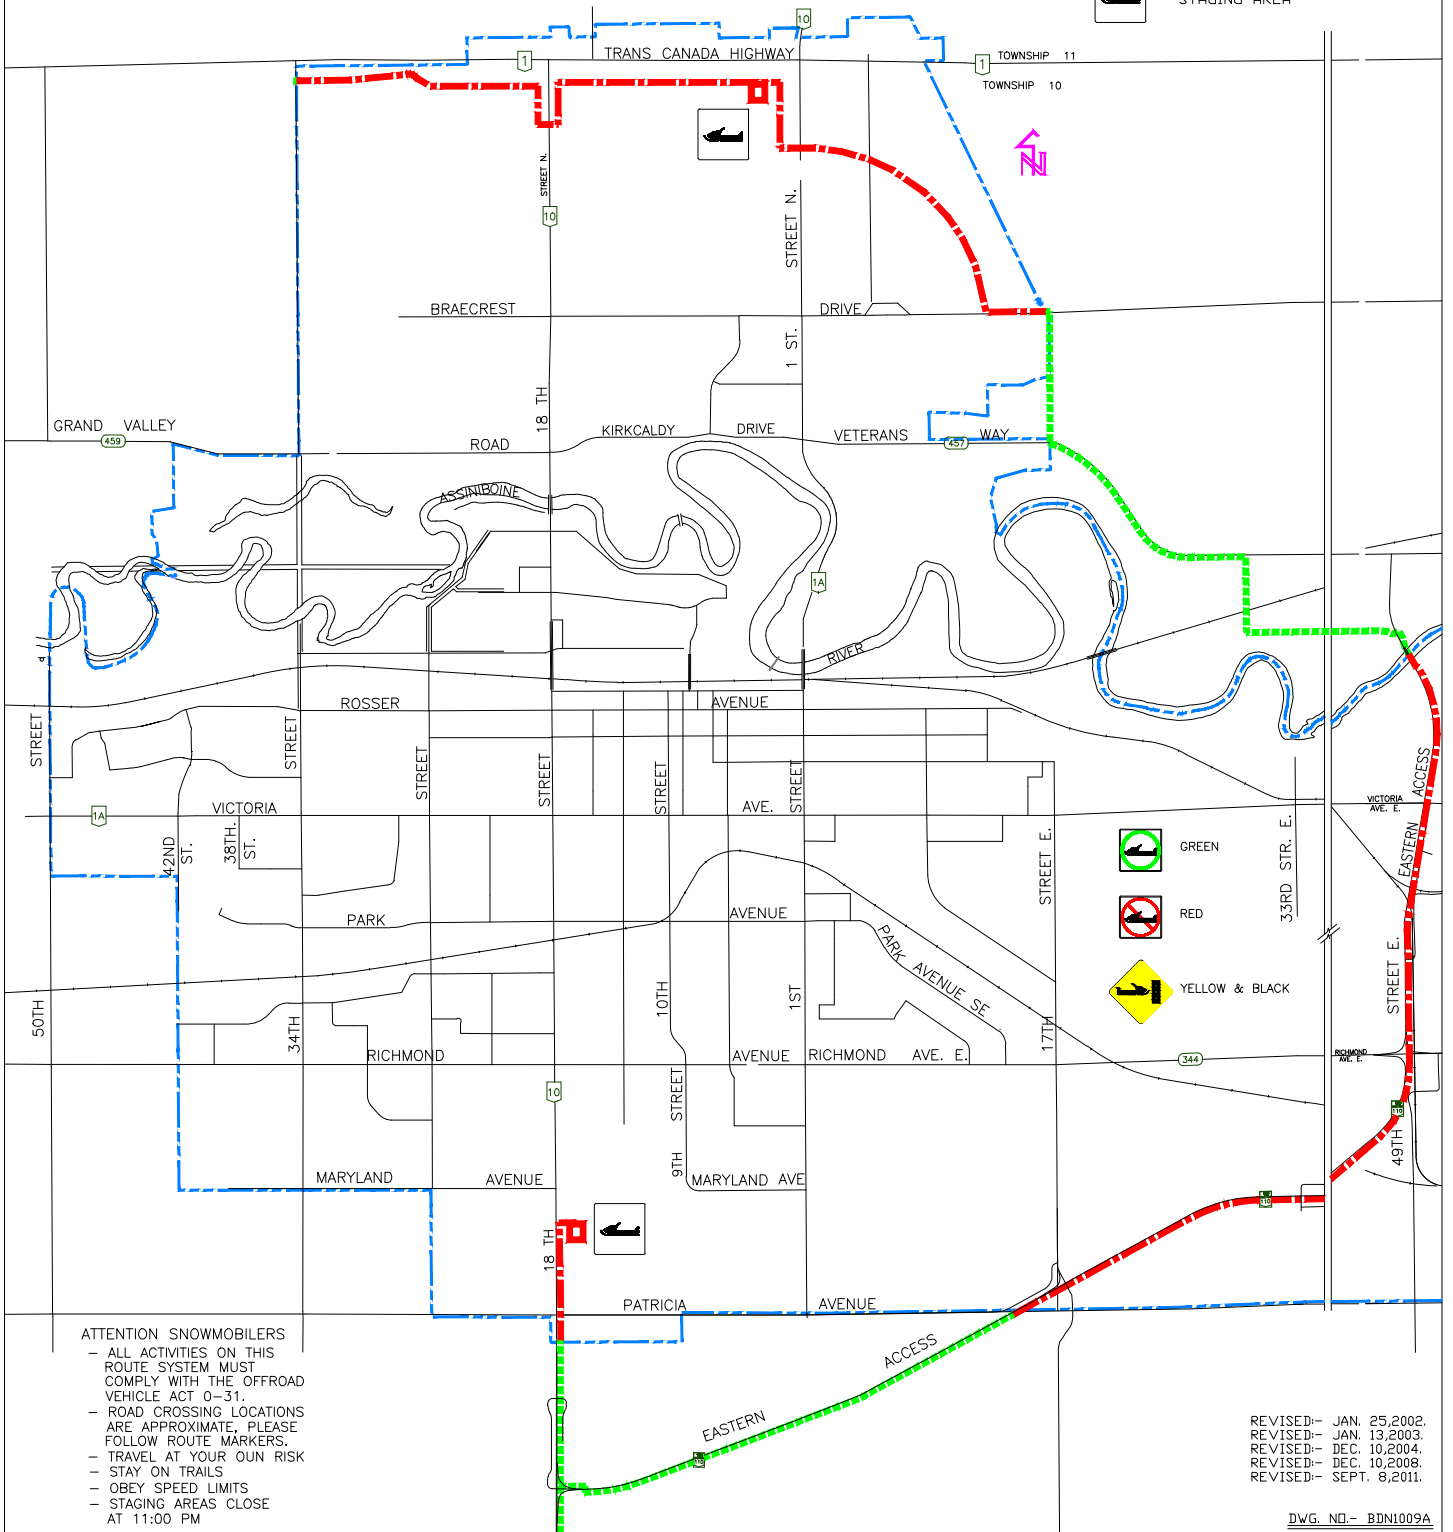 STAGING AREA
10
TRANS CANADA HIGHWAY
1
1
TOWNSHIP 11
TOWNSHIP 10
N
STREET N.
10
STREET N.
BRAECREST
DRIVE
1 ST.
18 TH
GRAND VALLEY
459
ROAD
KIRKCALDY
DRIVE
VETERANS
457
WAY
ASSINIBOINE
1A
RIVER
ROSSER
AVENUE
STREET
STREET
STREET
STREET
STREET
STREET
ACCESS
VICTORIA
AVE.
1A
VICTORIA
AVE. E.
42ND
ST.
38TH.
ST.
STREET E.
33RD STR. E.
EASTERN
GREEN
RED
YELLOW & BLACK
PARK
AVENUE
PARK AVENUE SE
STREET E.
50TH
34TH
10TH
1ST
17TH
RICHMOND
AVENUE
RICHMOND
AVE. E.
344
RICHMOND
AVE. E.
10
STREET
9TH
110
49TH
MARYLAND
AVENUE
MARYLAND AVE
110
18 TH
PATRICIA
AVENUE
ACCESS
EASTERN
110
ATTENTION SNOWMOBILERS
- ALL ACTIVITIES ON THIS
ROUTE SYSTEM MUST
COMPLY WITH THE OFFROAD
VEHICLE ACT O-31.
- ROAD CROSSING LOCATIONS
ARE APPROXIMATE, PLEASE
FOLLOW ROUTE MARKERS.
- TRAVEL AT YOUR OUN RISK
- STAY ON TRAILS
- OBEY SPEED LIMITS
- STAGING AREAS CLOSE
AT 11:00 PM
REVISED:- JAN. 25,2002.
REVISED:- JAN. 13,2003.
REVISED:- DEC. 10,2004.
REVISED:- DEC. 10,2008.
REVISED:- SEPT. 8,2011.
DWG. NO.- BDN1009A